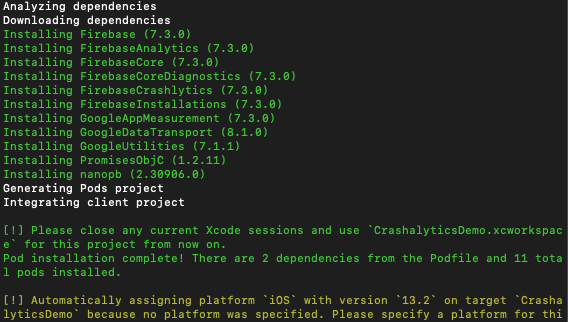 Analyzing dependencies
Downloading dependencies
Installing Firebase (7.3.0)
Installing FirebaseAnalytics (7.3.0)
Installing FirebaseCore (7.3.0)
Installing FirebaseCoreDiagnostics (7.3.0)
Installing FirebaseCrashlytics (7.3.0)
Installing FirebaseInstallations (7.3.0)
Installing GoogleAppMeasurement (7.3.0)
Installing GoogleDataTransport (8.1.0)
Installing GoogleUtilities (7.1.1)
Installing PromisesObjC (1.2.11)
Installing nanopb (2.30906.0)
Generating Pods project
Integrating client project
[!] Please close any current Xcode sessions and use `CrashalyticsDemo.xcworkspac
e` for this project from now on.
Pod installation complete! There are 2 dependencies from the Podfile and 11 tota
l pods installed.
[!] Automatically assigning platform `iOS` with version `13.2` on target `Crasha
lyticsDemo` because no platform was specified. Please specify a platform for thi